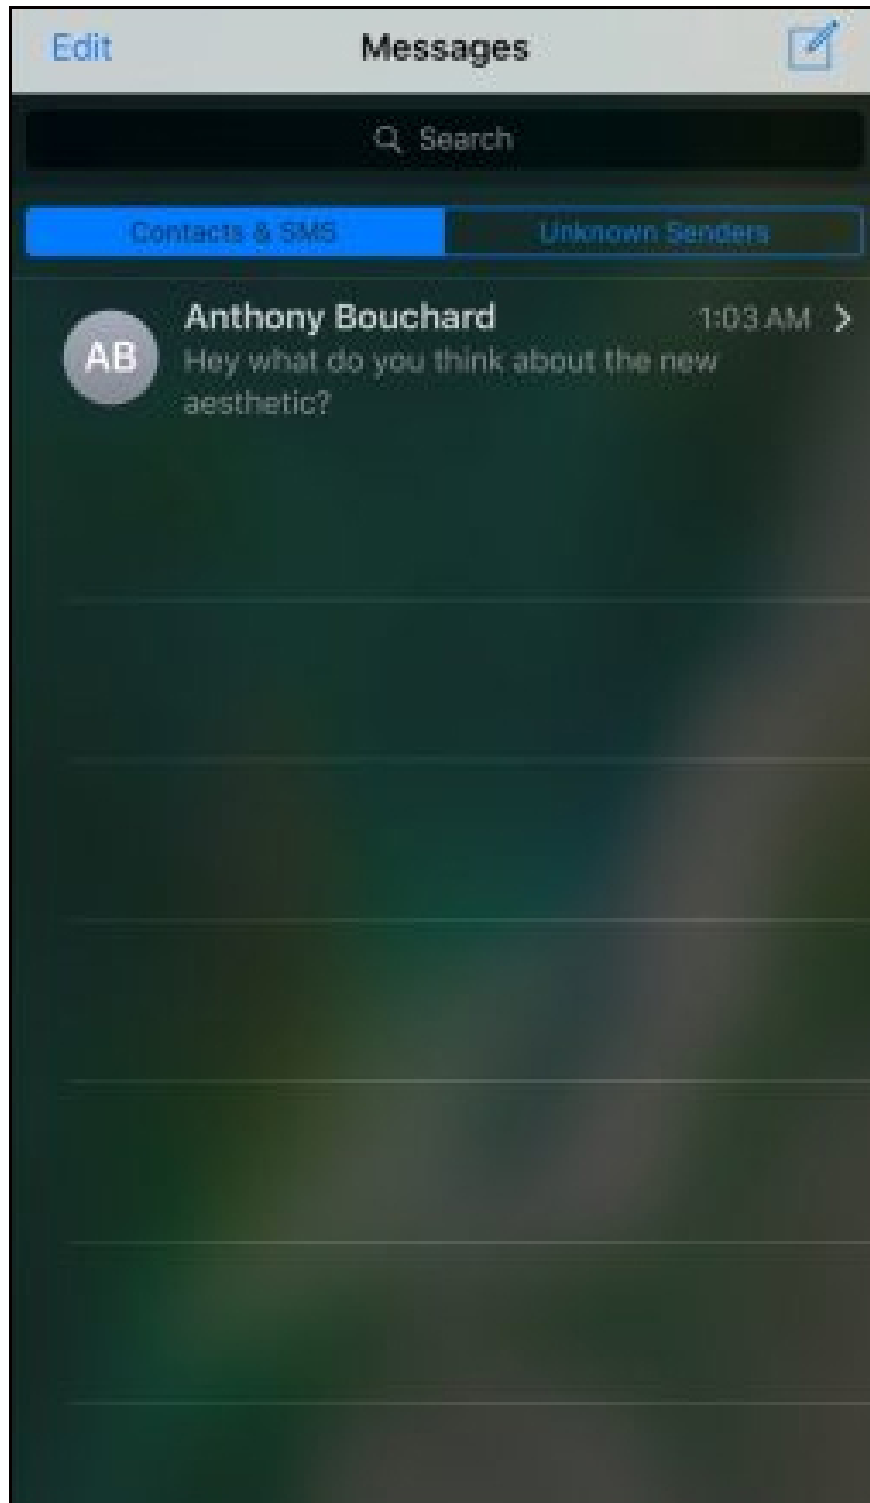 Edit
Messages
Search
Contacts & SMS
Unknown Senders
Anthony Bouchard
1:03 AM
AB
Hey what do you think about the new
aesthetic?